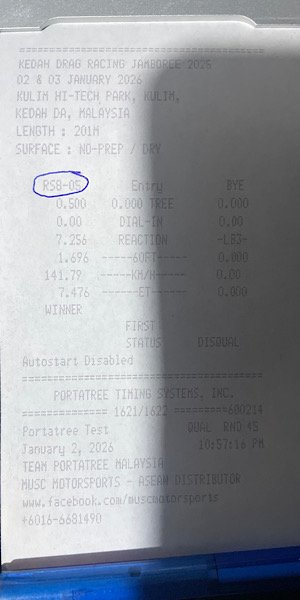 =================================
KEDAH DRAG RACING JAMBOREE 2025
02 & 03 JANUARY 2026
KULIM HI-TECH PARK, KULIM,
KEDAH DA, MALAYSIA
LENGTH : 201M
SURFACE : NO-PREP / DRY
RSB-05 Entry BYE
0.500 0.000 TREE 0.000
0.00 DIAL-IN 0.00
7.256 REACTION -LB3-
1.696 -----60FT----- 0.000
141.79 -----KM/H----- 0.00
7.476 ------ET------ 0.000
WINNER
FIRST
STATUS DISQUAL
Autostart Disabled
=================================
PORTATREE TIMING SYSTEMS, INC.
============= 1621/1622 ========600214
Portatree Test QUAL RND 45
January 2, 2026 10:57:16 PM
TEAM PORTATREE MALAYSIA
MUSC MOTORSPORTS - ASEAN DISTRIBUTOR
www.facebook.com/muscmotorsports
+6016-6681490